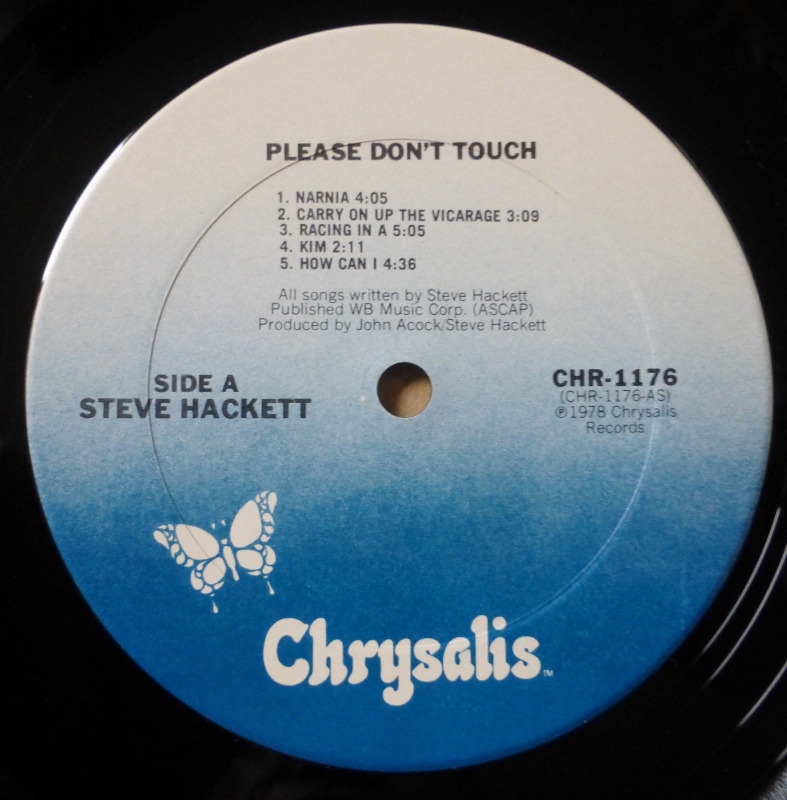 PLEASE DON'T TOUCH
1. NARNIA 4:05
2. CARRY ON UP THE VICARAGE 3:09
3. RACING IN A 5:05
4. KIM 2:11
5. HOW CAN I 4:36
All songs written by Steve Hackett
Published WB Music Corp. (ASCAP)
Produced by John Acock/Steve Hackett
SIDE A
STEVE HACKETT
CHR-1176
(CHR-1176-AS)
℗1978 Chrysalis
Records
Chrysalis™